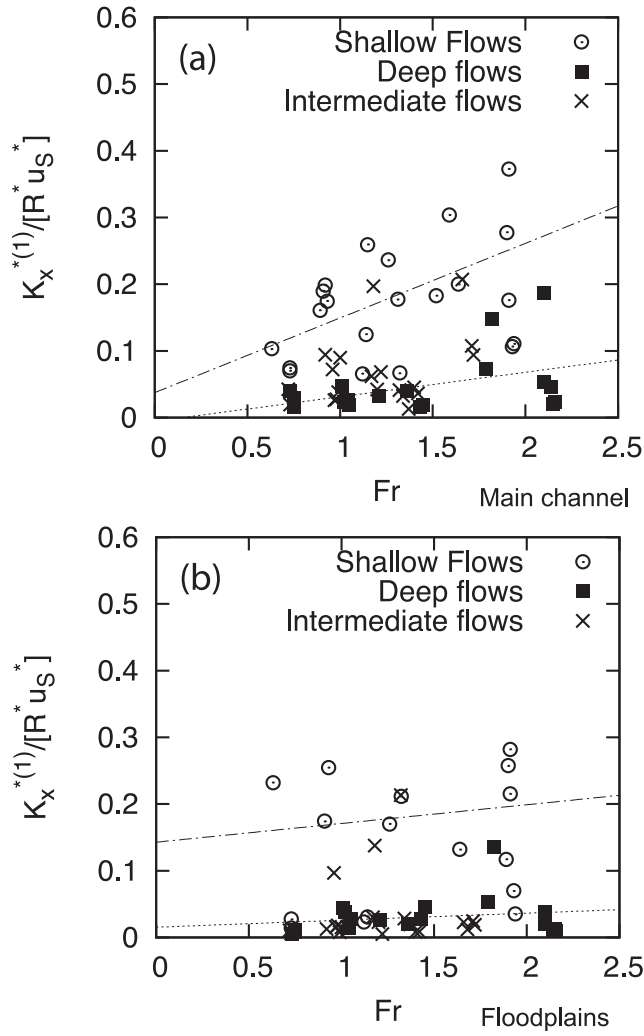 0.6
(a)
Shallow Flows
Deep flows
Intermediate flows
0.5
0.4
0.3
0.2
0.1
0
K_x^{*(1)}/[R^* u_S^*]
0 0.5 1 1.5 2 2.5
Fr
Main channel
0.6
(b)
Shallow Flows
Deep flows
Intermediate flows
0.5
0.4
0.3
0.2
0.1
0
K_x^{*(1)}/[R^* u_S^*]
0 0.5 1 1.5 2 2.5
Fr
Floodplains